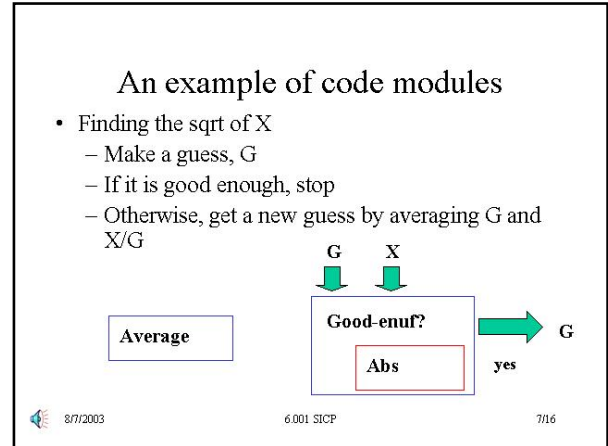 An example of code modules
• Finding the sqrt of X
– Make a guess, G
– If it is good enough, stop
– Otherwise, get a new guess by averaging G and
X/G
G X
Average
Good-enuf?
Abs
G
yes
8/7/2003 6.001 SICP 7/16